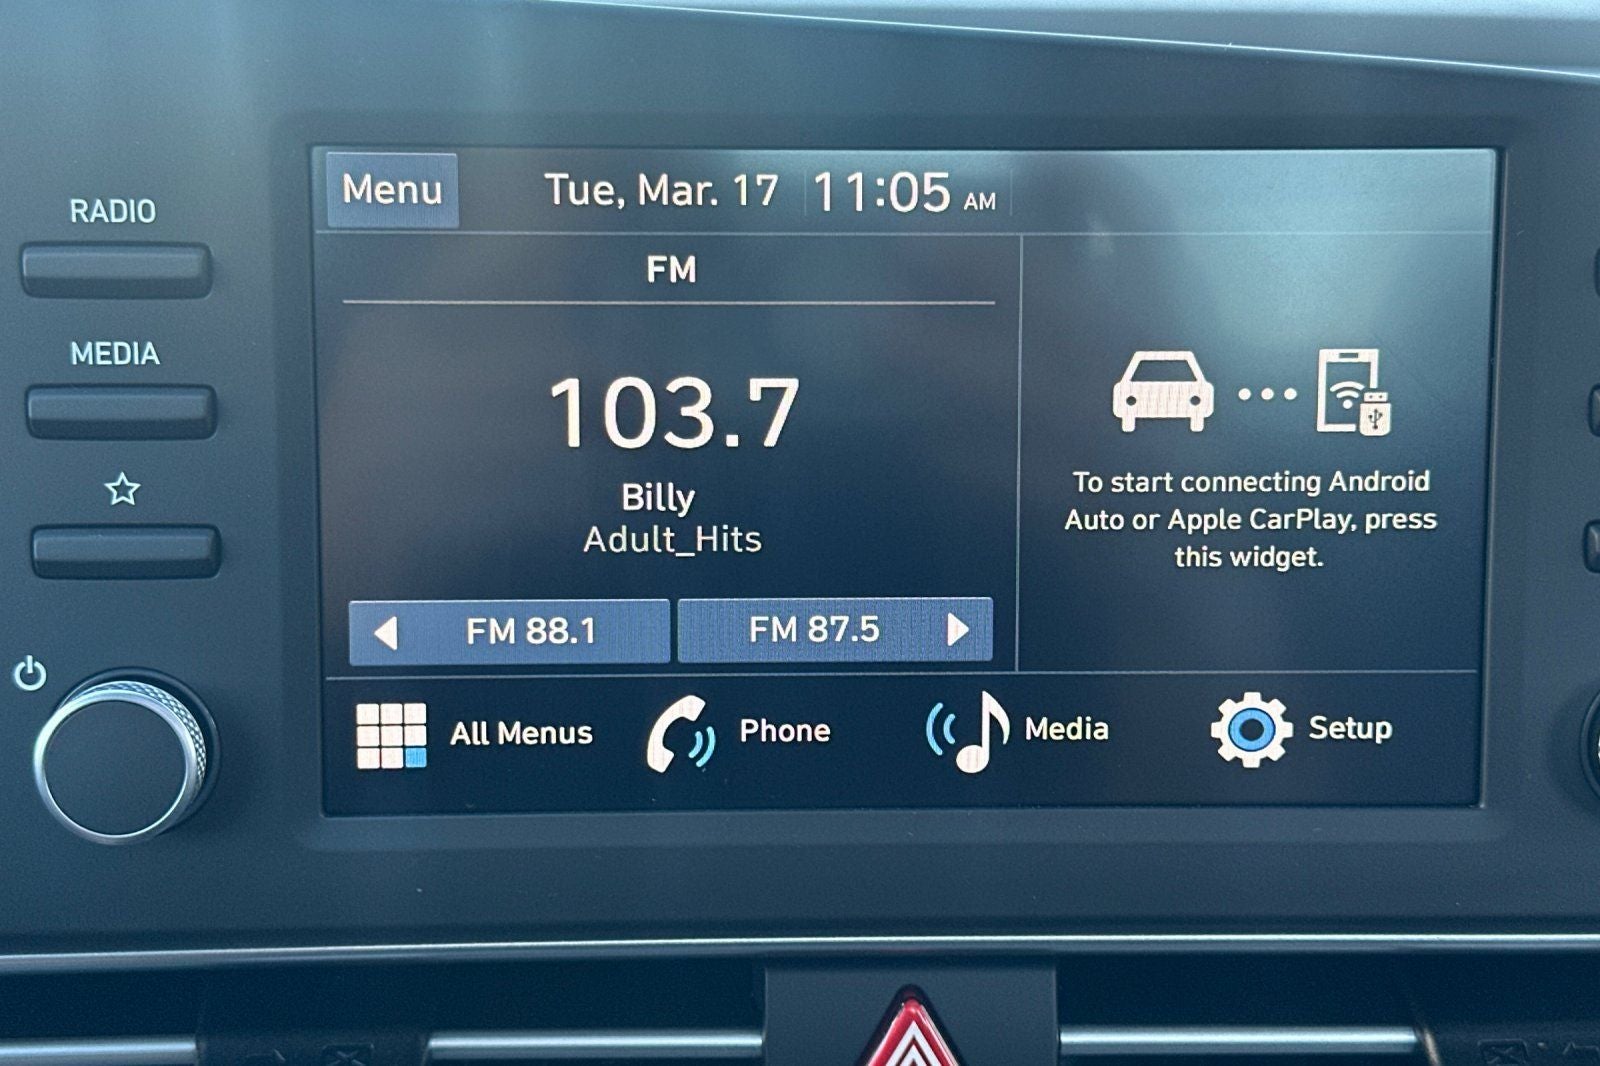 RADIO
MEDIA
Menu
Tue, Mar. 17
11:05 AM
FM
103.7
Billy
Adult_Hits
FM 88.1
FM 87.5
To start connecting Android
Auto or Apple CarPlay, press
this widget.
All Menus
Phone
Media
Setup